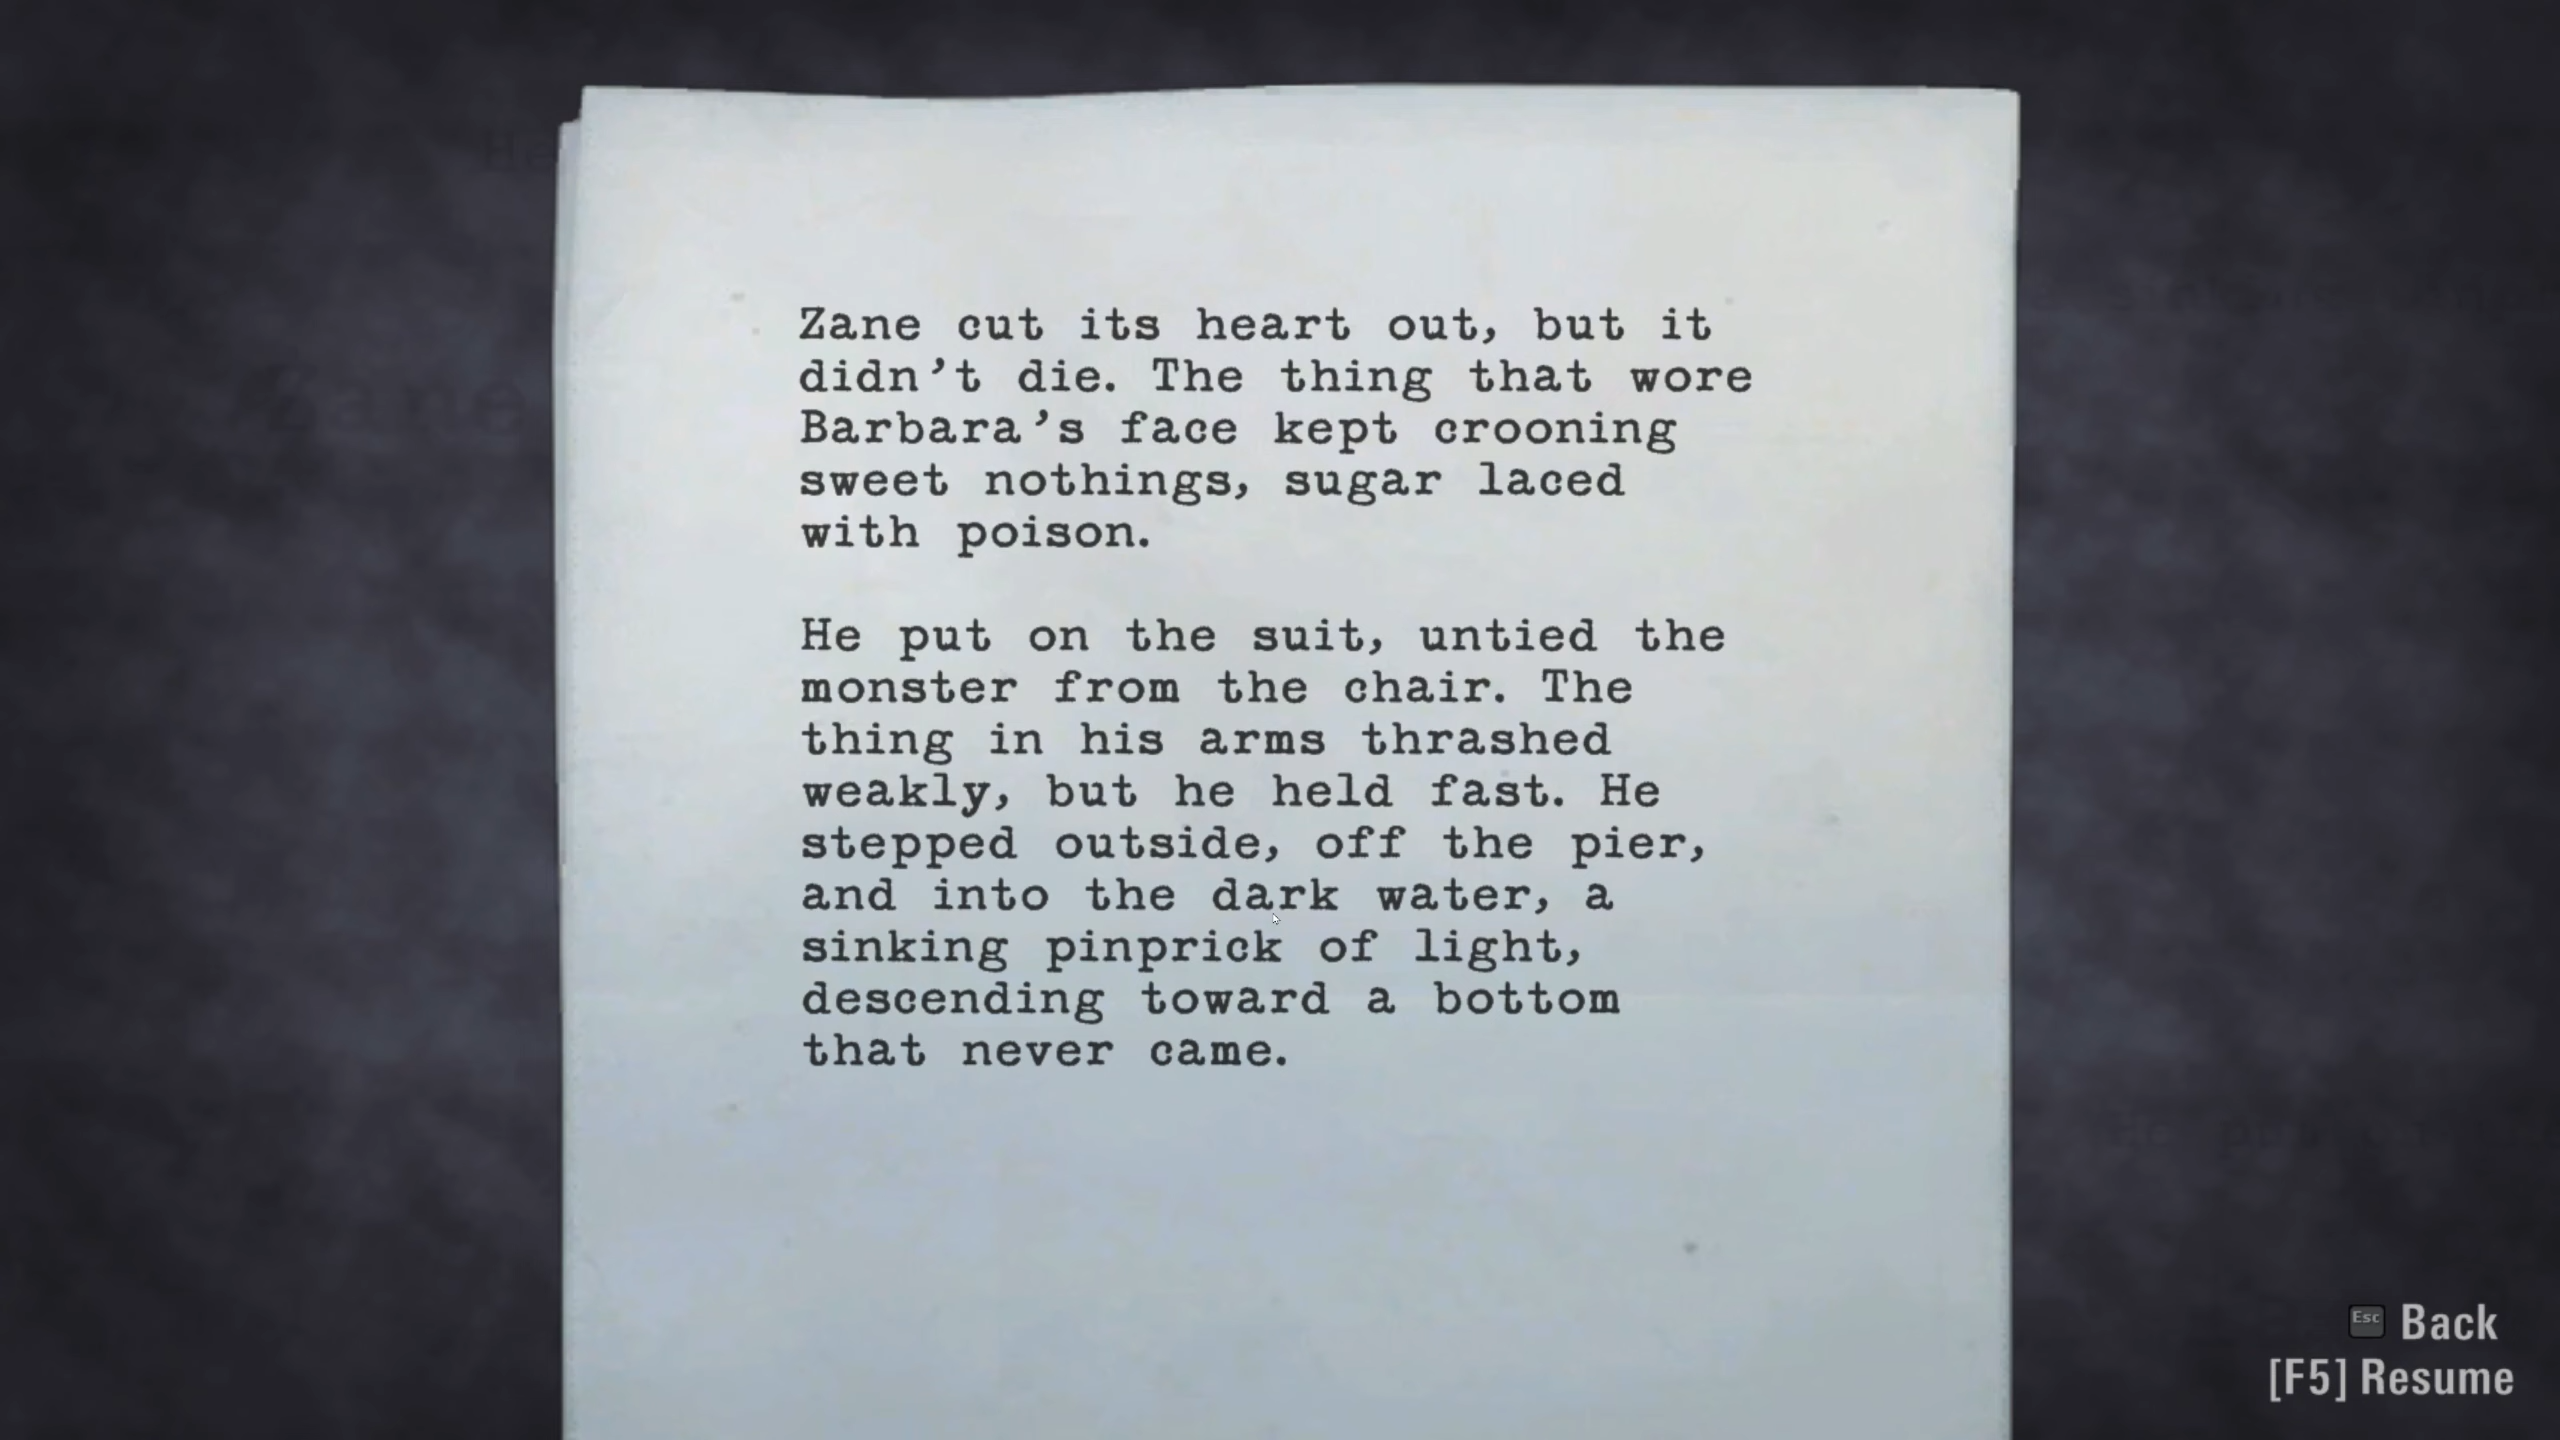 Zane cut its heart out, but it
didn’t die. The thing that wore
Barbara’s face kept crooning
sweet nothings, sugar laced
with poison.
He put on the suit, untied the
monster from the chair. The
thing in his arms thrashed
weakly, but he held fast. He
stepped outside, off the pier,
and into the dark water, a
sinking pinprick of light,
descending toward a bottom
that never came.
Zane
He
Esc Back
[F5] Resume